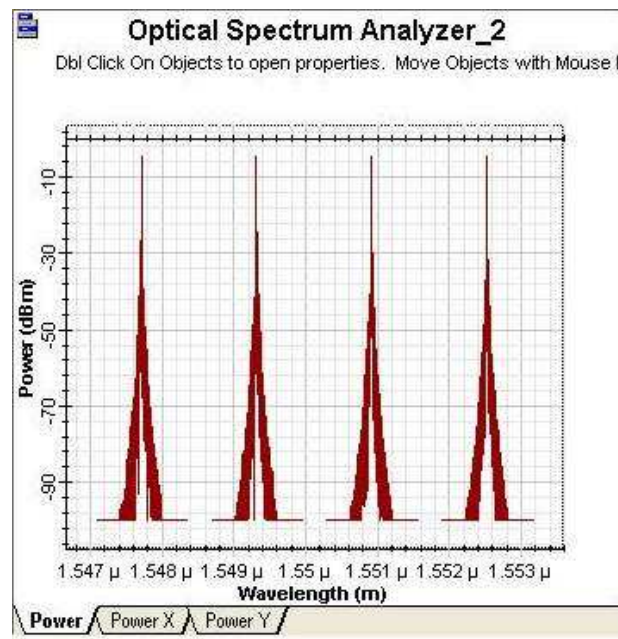 Optical Spectrum Analyzer_2
Dbl Click On Objects to open properties. Move Objects with Mouse
-10
-30
-50
-70
-90
Power (dBm)
1.547 µ 1.548 µ 1.549 µ 1.55 µ 1.551 µ 1.552 µ 1.553 µ
Wavelength (m)
Power Power X Power Y